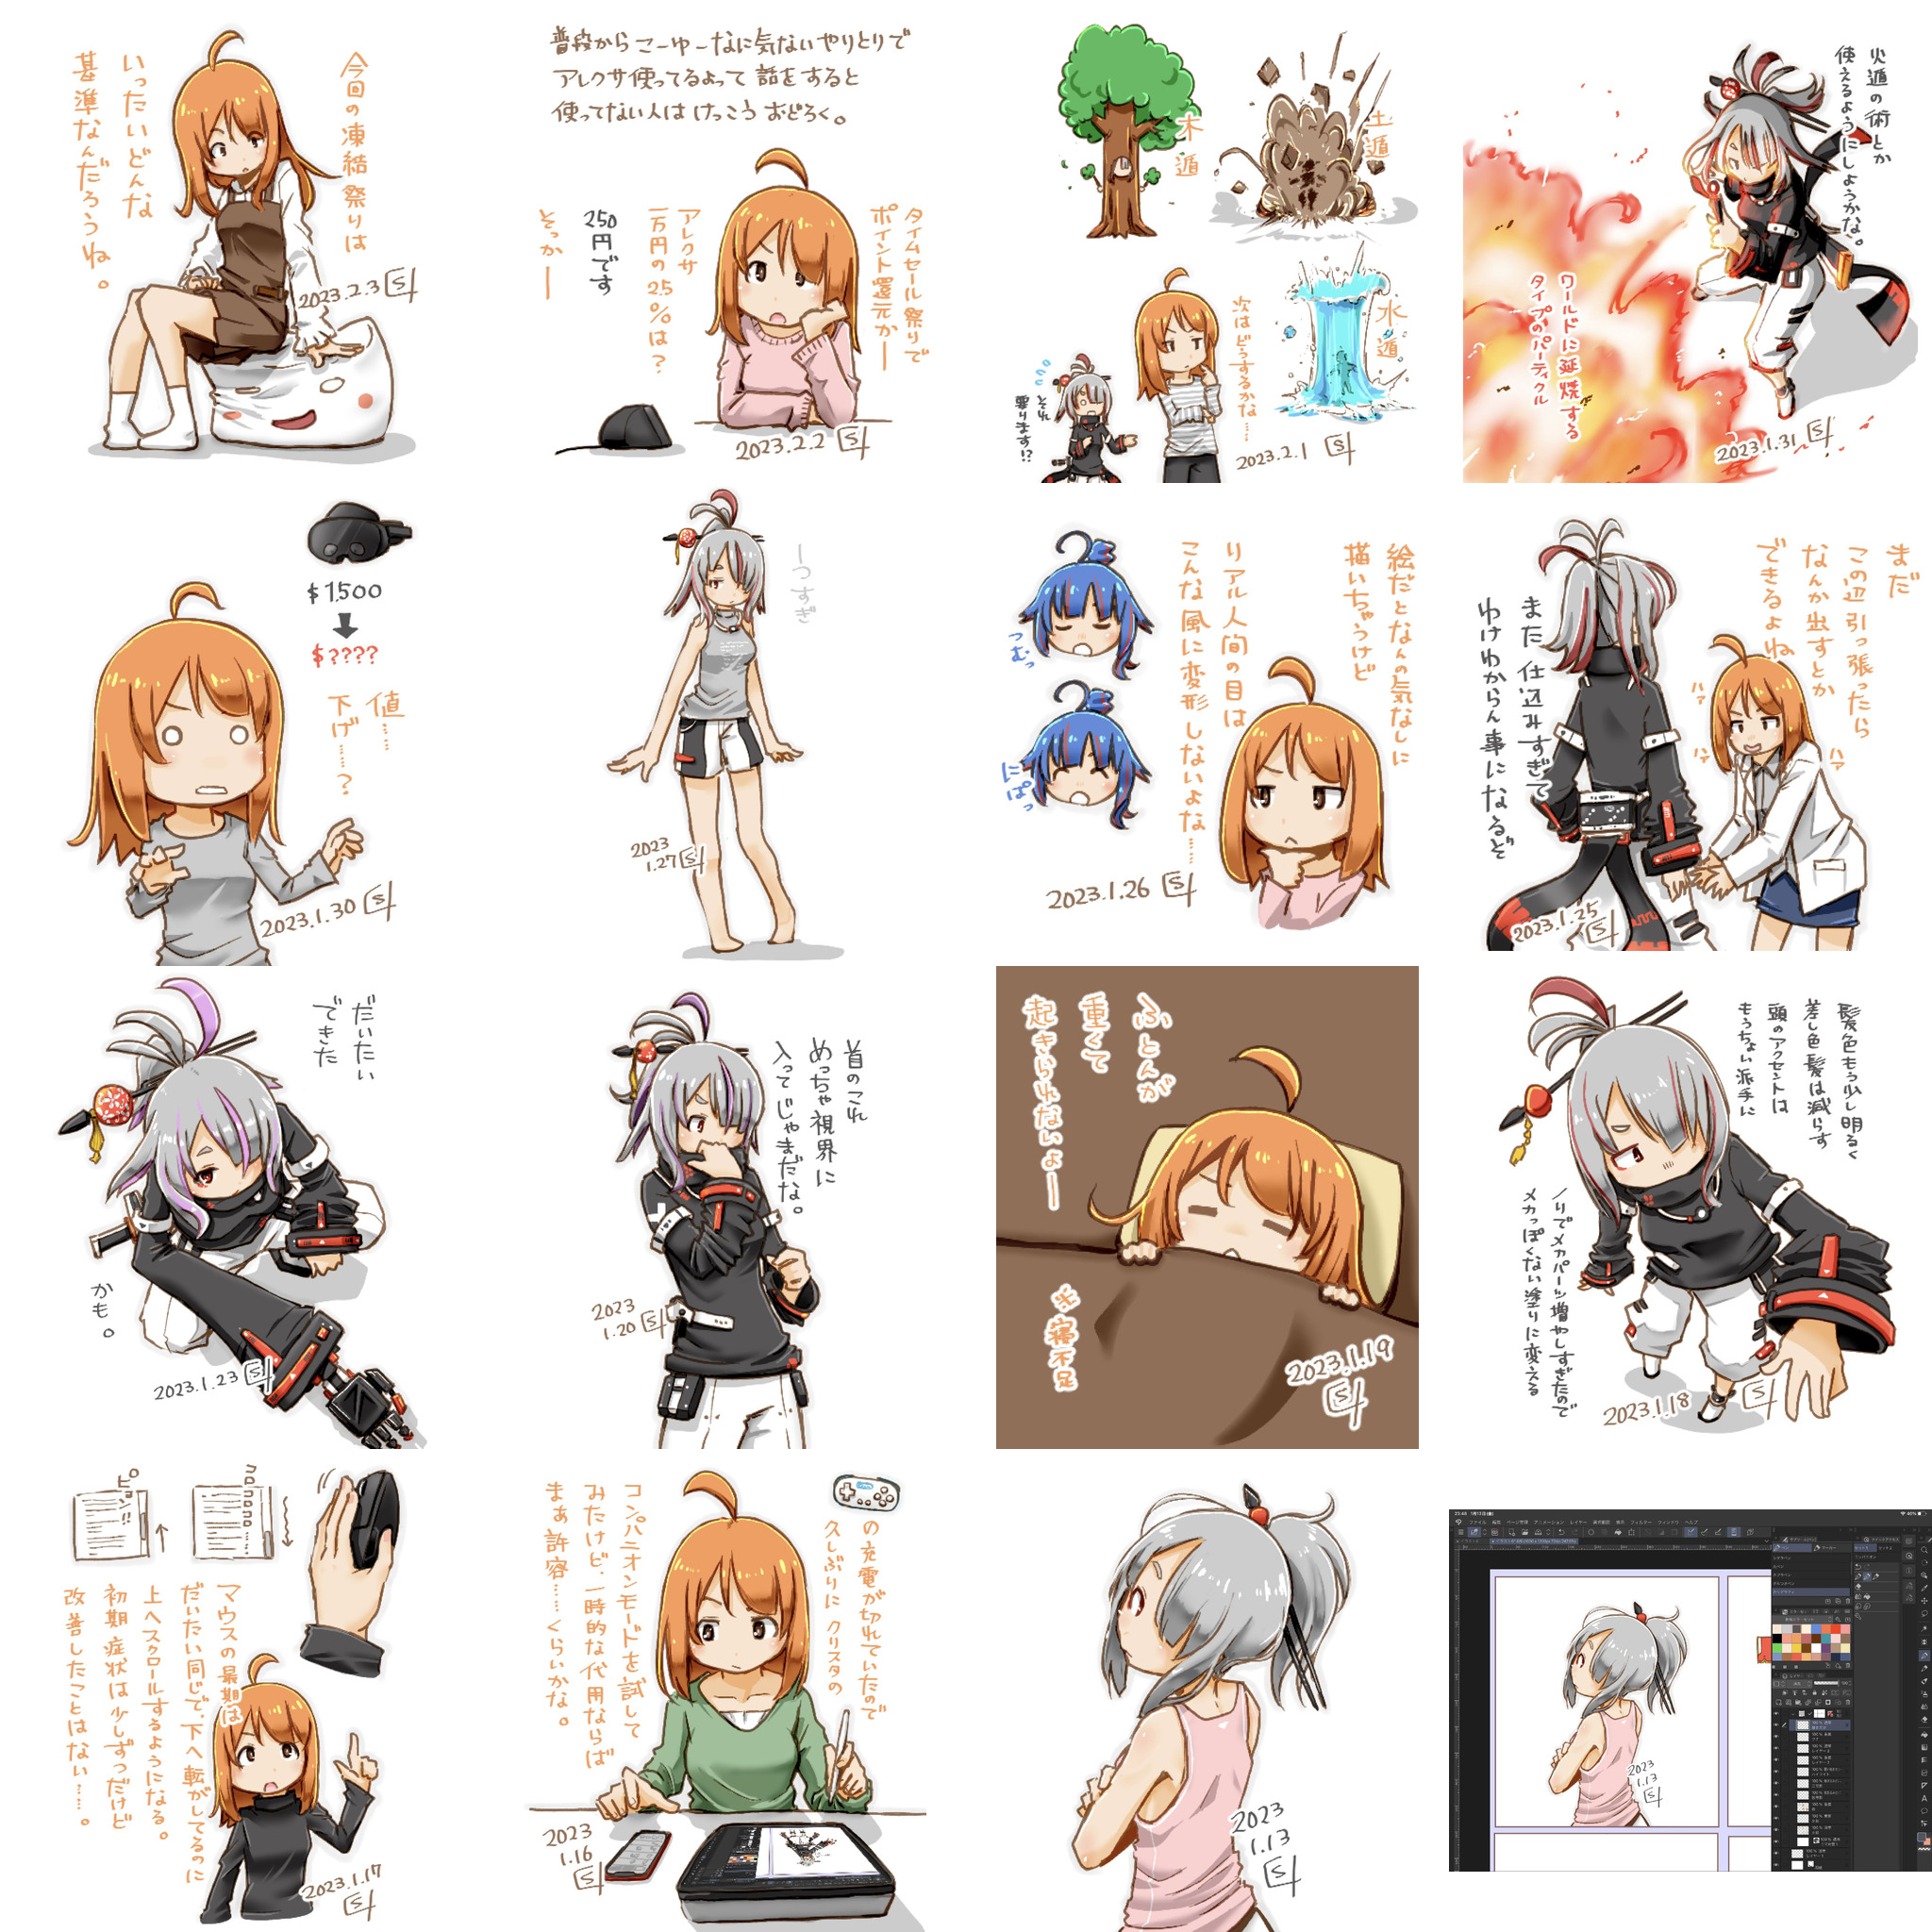 今回の凍結祭りは
いったいどんな
基準なんだろうね。
2023.2.3
普段からこーゆーなに気ないやりとりで
アレクサ使ってるよって話をすると
使ってない人はけっこうおどろく。
タイムセール祭りで
ポイント還元かー
アレクサ
一万円の2.5%は?
250円です
そっかー
2023.2.2
木遁
土遁
水遁
次はどうするかな……
それ
要ります!?
2023.2.1
火遁の術とか
使えるようにしようかな。
ワールドに延焼する
タイプのパーティクル
2023.1.31
$1,500
$????
値……
下げ……?
2023.1.30
一つすぎ
2023
1.27
絵だとなんの気なしに
描いちゃうけど
リアル人間の目は
こんな風に変形しないよな……
つむっ
にぱっ
2023.1.26
まだ
この辺引っ張ったら
なんか出すとか
できるよね
また仕込みすぎて
わけわからん事になるぞ
ハァ
ハァ
ハァ
2023.1.25
だいたい
できた
かも。
2023.1.23
首のこれ
めっちゃ視界に
入ってじゃまだな。
2023
1.20
ふとんが
重くて
起きられないよー
※寝不足
2023.1.19
髪色もう少し明るく
差し色髪は減らす
頭のアクセントは
もうちょい派手に
ノリでメカパーツ増やしすぎたので
メカっぽくない塗りに変える
2023.1.18
ピョン!!
コロコロ…
マウスの最期は
だいたい同じで、下へ転がしてるのに
上へスクロールするようになる。
初期症状は少しずつだけど
改善したことはない……。
2023.1.17
の充電が切れていたので
久しぶりにクリスタの
コンパニオンモードを試して
みたけど、一時的な代用ならば
まぁ許容……くらいかな。
2023
1.16
2023
1.13
2023
1.13